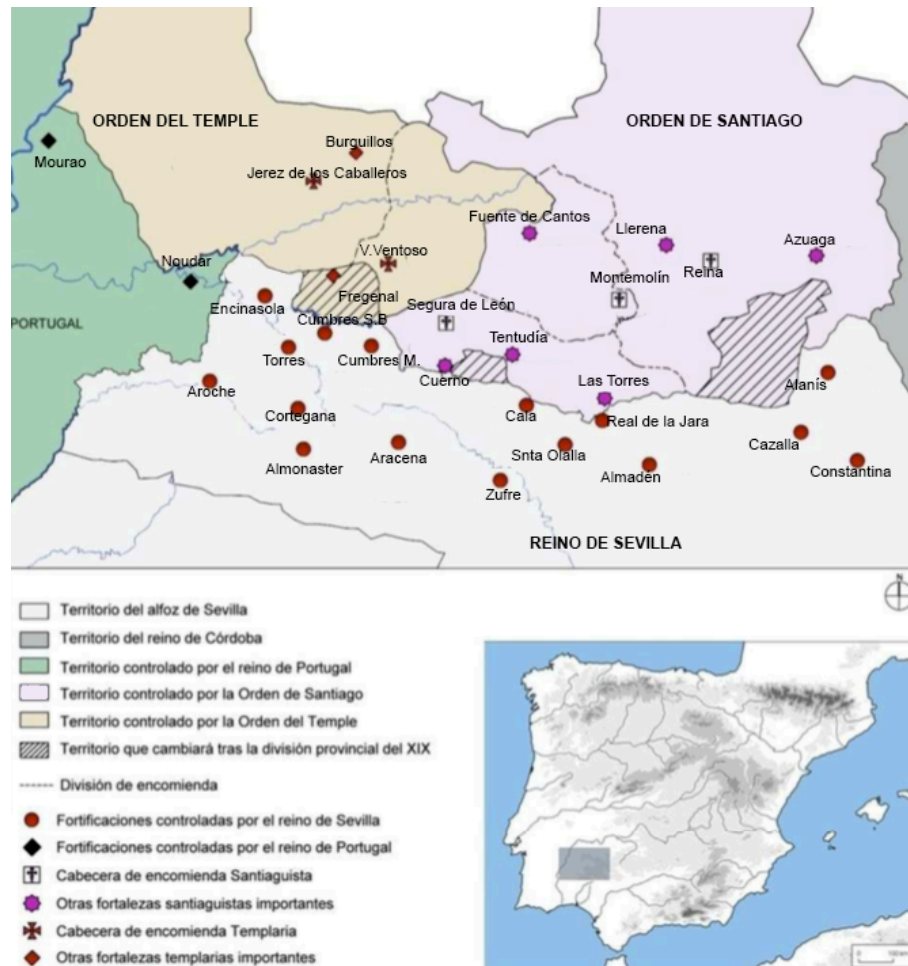 ORDEN DEL TEMPLE
ORDEN DE SANTIAGO
Burguillos
Mourao
Jerez de los Caballeros
Fuente de Cantos
Llerena
Azuaga
V.Ventoso
Noudar
Reina
Montemolín
Encinasola
Fregenal
Segura de León
PORTUGAL
Cumbres S.B
Tentudía
Torres
Cumbres M.
Cuerno
Las Torres
Alanís
Aroche
Cortegana
Cala
Real de la Jara
Almonaster
Aracena
Snta Olalla
Almadén
Cazalla
Constantina
Zufre
REINO DE SEVILLA
N
Territorio del alfoz de Sevilla
Territorio del reino de Córdoba
Territorio controlado por el reino de Portugal
Territorio controlado por la Orden de Santiago
Territorio controlado por la Orden del Temple
Territorio que cambiará tras la división provincial del XIX
División de encomienda
Fortificaciones controladas por el reino de Sevilla
Fortificaciones controladas por el reino de Portugal
Cabecera de encomienda Santiaguista
Otras fortalezas santiaguistas importantes
Cabecera de encomienda Templaria
Otras fortalezas templarias importantes